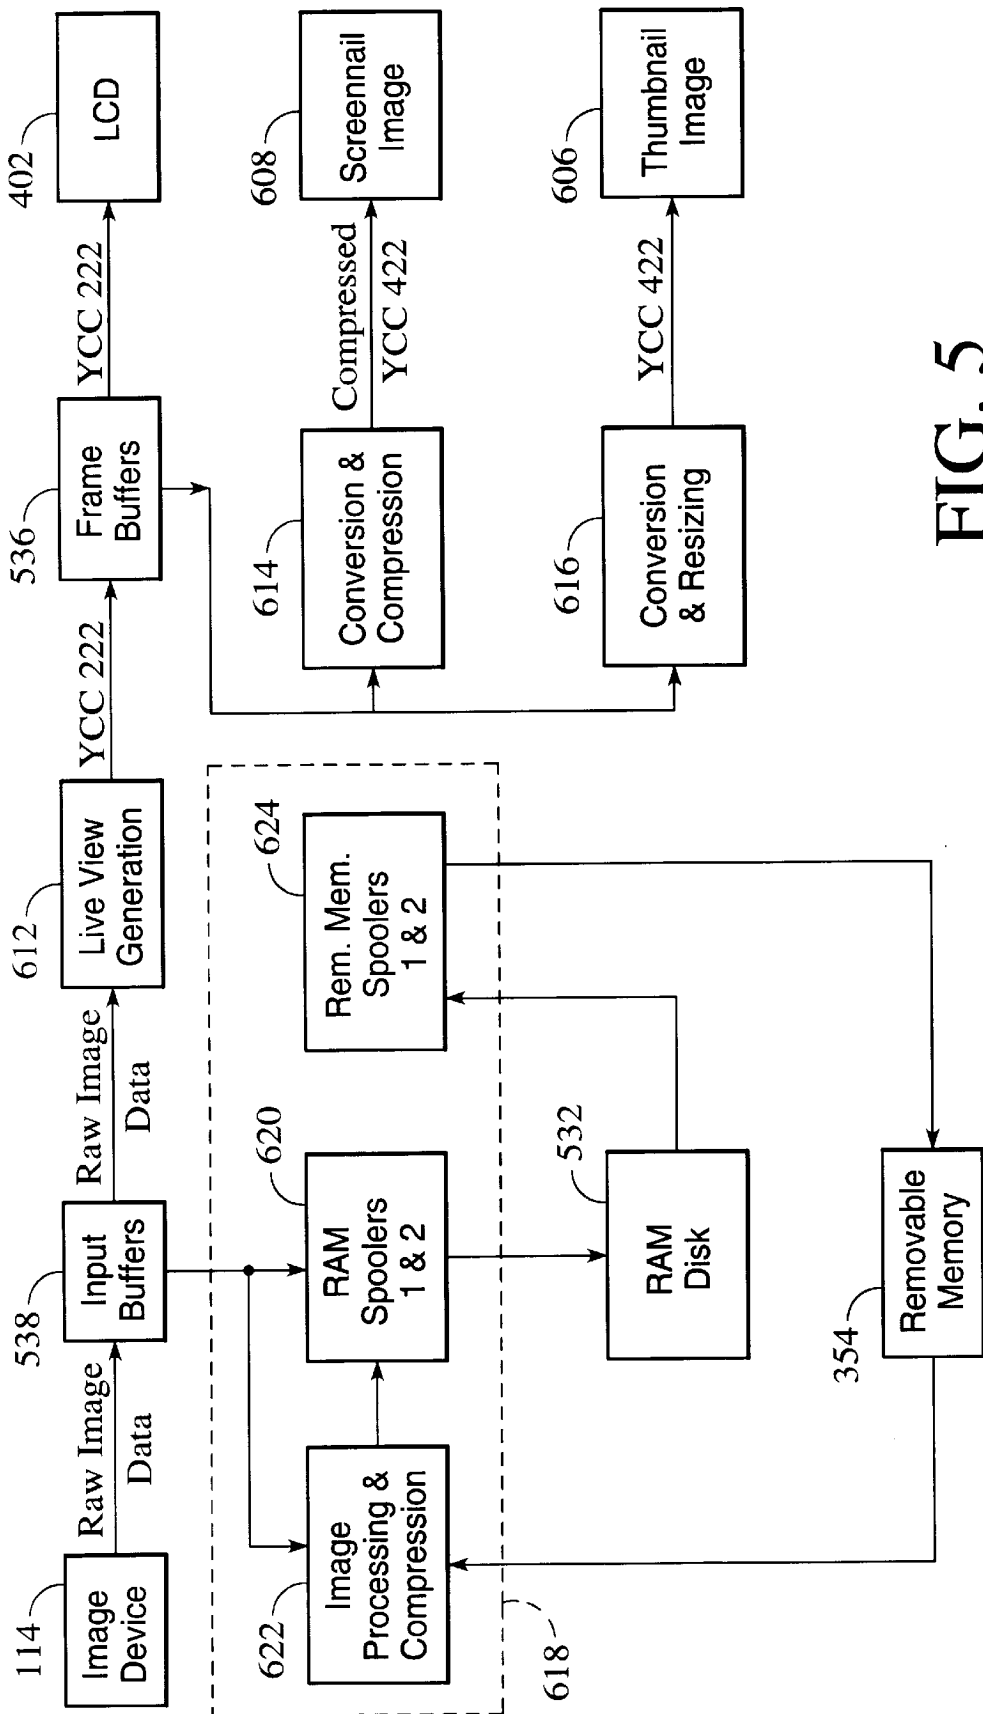 114
Image
Device
Raw Image
Data
538
Input
Buffers
Raw Image
Data
612
Live View
Generation
YCC 222
536
Frame
Buffers
YCC 222
402
LCD
622
Image
Processing &
Compression
620
RAM
Spoolers
1 & 2
624
Rem. Mem.
Spoolers
1 & 2
614
Conversion &
Compression
Compressed
YCC 422
608
Screennail
Image
618
532
RAM
Disk
616
Conversion
& Resizing
YCC 422
606
Thumbnail
Image
354
Removable
Memory
FIG. 5